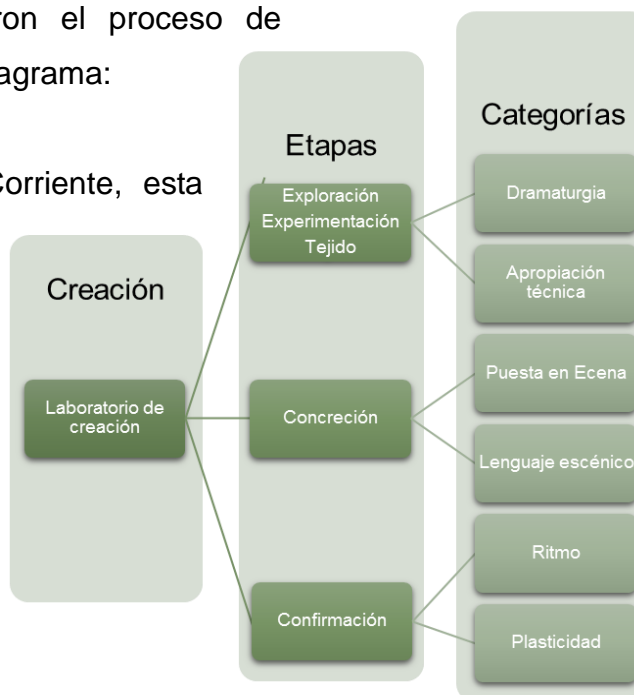 ron el proceso de
agrama:
Corriente, esta
Creación
Laboratorio de
creación
Etapas
Exploración
Experimentación
Tejido
Concreción
Confirmación
Categorías
Dramaturgia
Apropiación
técnica
Puesta en Ecena
Lenguaje escénico
Ritmo
Plasticidad